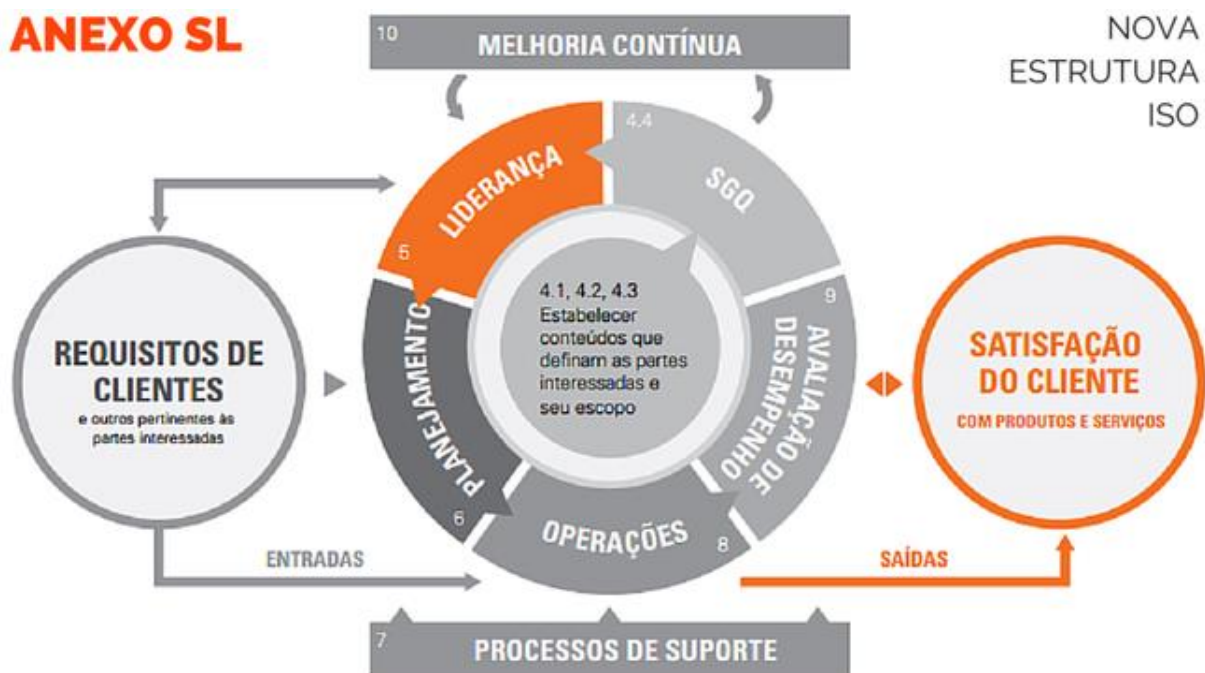 ANEXO SL
NOVA
ESTRUTURA
ISO
10
MELHORIA CONTÍNUA
4.4
SGQ
LIDERANÇA
5
REQUISITOS DE
CLIENTES
e outros pertinentes às
partes interessadas
PLANEJAMENTO
6
4.1, 4.2, 4.3
Estabelecer
conteúdos que
definam as partes
interessadas e
seu escopo
9
AVALIAÇÃO DE
DESEMPENHO
SATISFAÇÃO
DO CLIENTE
COM PRODUTOS E SERVIÇOS
OPERAÇÕES
8
ENTRADAS
SAÍDAS
7
PROCESSOS DE SUPORTE